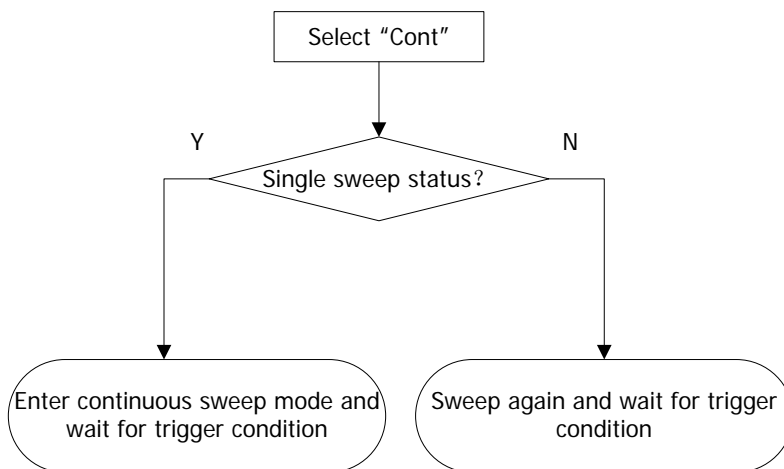 Select “Cont”
Y
N
Single sweep status？
Enter continuous sweep mode and
wait for trigger condition
Sweep again and wait for trigger
condition